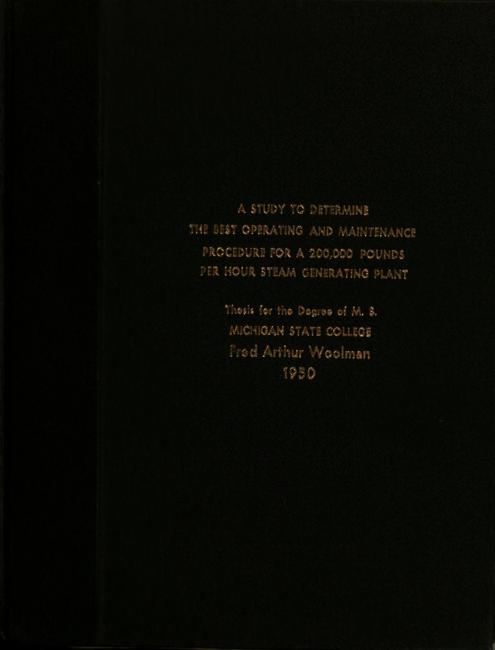 A STUDY TO DETERMINE
THE BEST OPERATING AND MAINTENANCE
PROCEDURE FOR A 200,000 POUNDS
PER HOUR STEAM GENERATING PLANT
Thesis for the Degree of M. S.
MICHIGAN STATE COLLEGE
Fred Arthur Woolman
1950